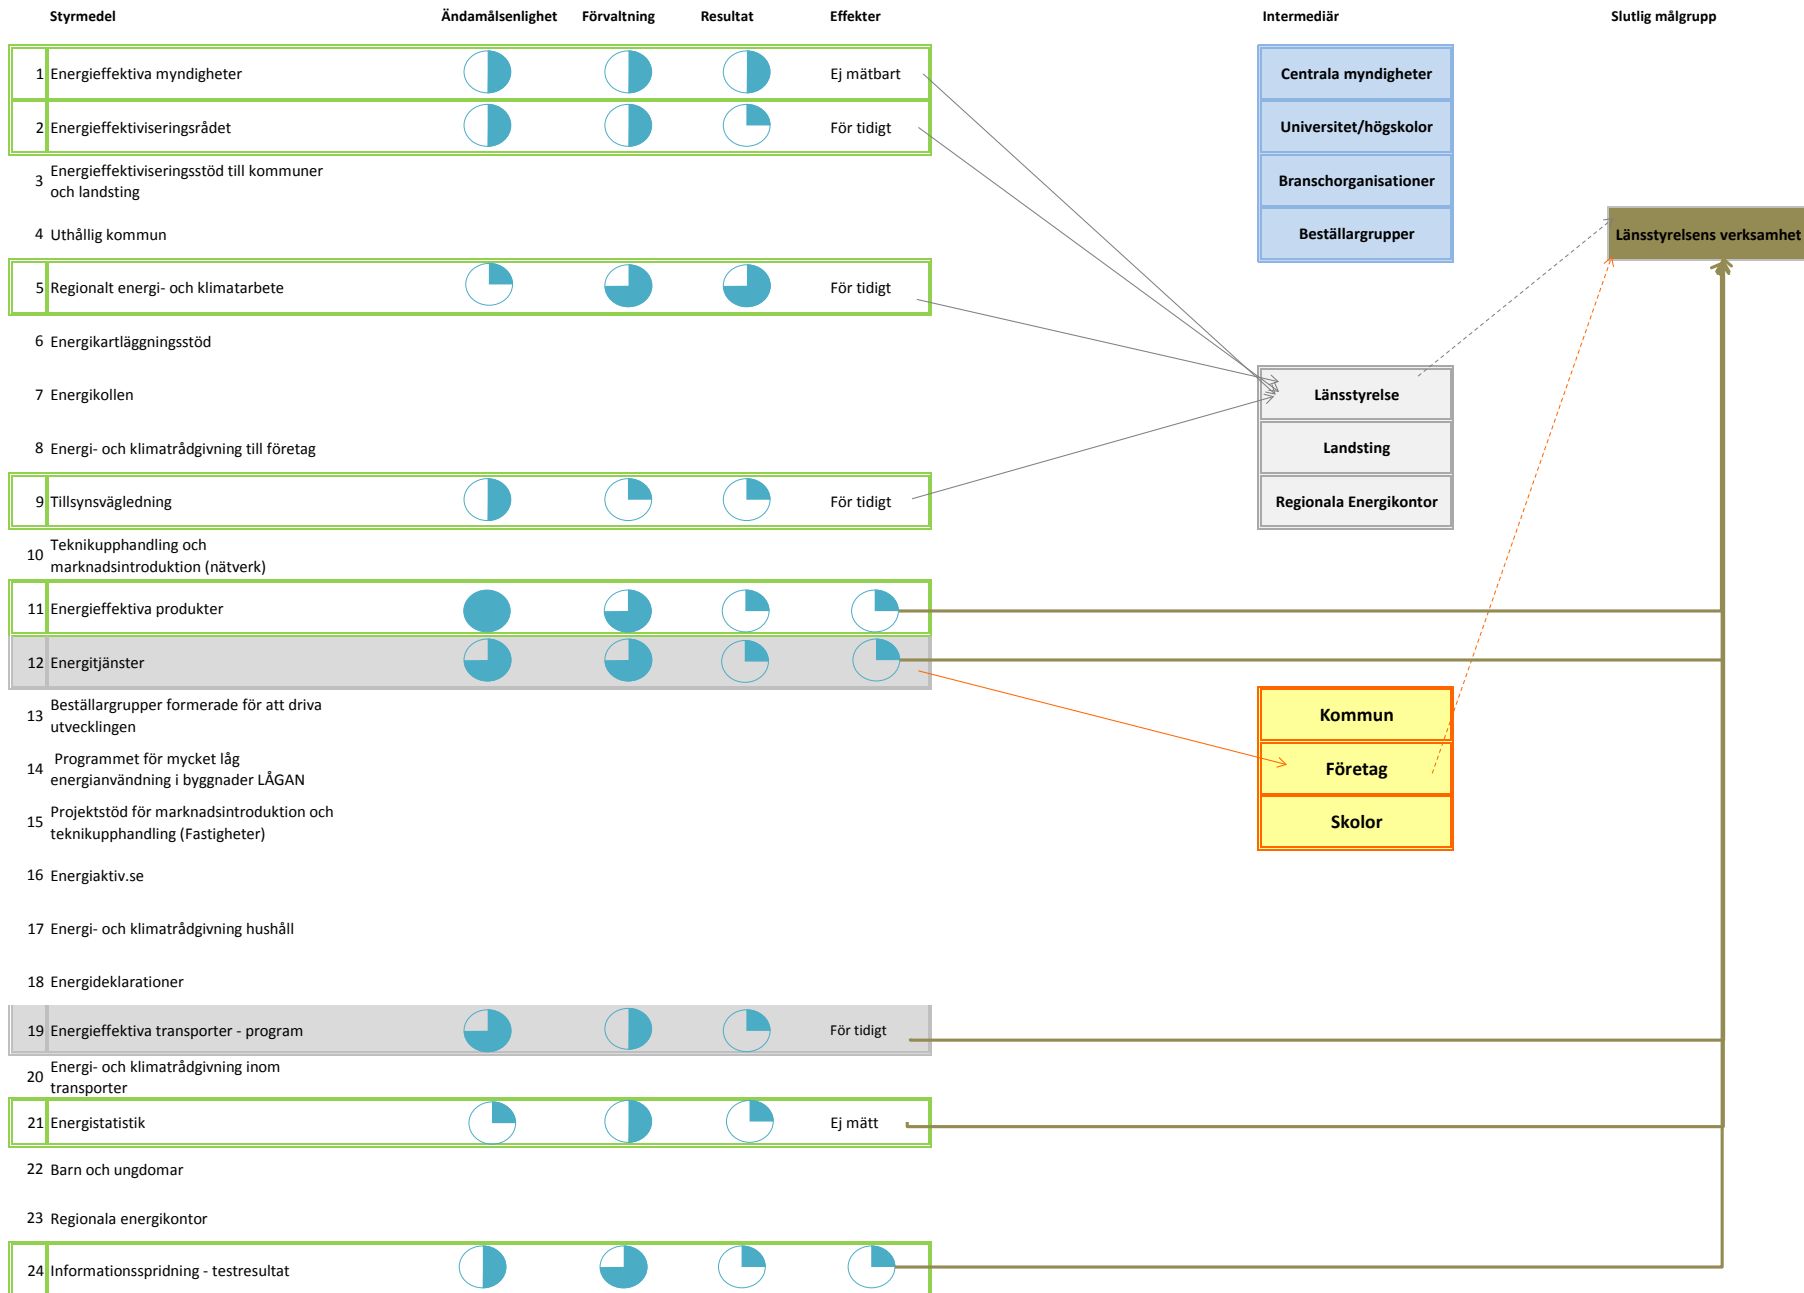 Styrmedel Ändamålsenlighet Förvaltning Resultat Effekter Intermediär Slutlig målgrupp
1 Energieffektiva myndigheter Ej mätbart Centrala myndigheter
2 Energieffektiviseringsrådet För tidigt Universitet/högskolor
3 Energieffektiviseringsstöd till kommuner
och landsting
Branschorganisationer
4 Uthållig kommun Beställargrupper Länsstyrelsens verksamhet
5 Regionalt energi- och klimatarbete För tidigt
6 Energikartläggningsstöd
7 Energikollen Länsstyrelse
8 Energi- och klimatrådgivning till företag Landsting
9 Tillsynsvägledning För tidigt Regionala Energikontor
10 Teknikupphandling och
marknadsintroduktion (nätverk)
11 Energieffektiva produkter
12 Energitjänster
13 Beställargrupper formerade för att driva
utvecklingen
Kommun
14 Programmet för mycket låg
energianvändning i byggnader LÅGAN
Företag
15 Projektstöd för marknadsintroduktion och
teknikupphandling (Fastigheter)
Skolor
16 Energiaktiv.se
17 Energi- och klimatrådgivning hushåll
18 Energideklarationer
19 Energieffektiva transporter - program För tidigt
20 Energi- och klimatrådgivning inom
transporter
21 Energistatistik Ej mätt
22 Barn och ungdomar
23 Regionala energikontor
24 Informationsspridning - testresultat